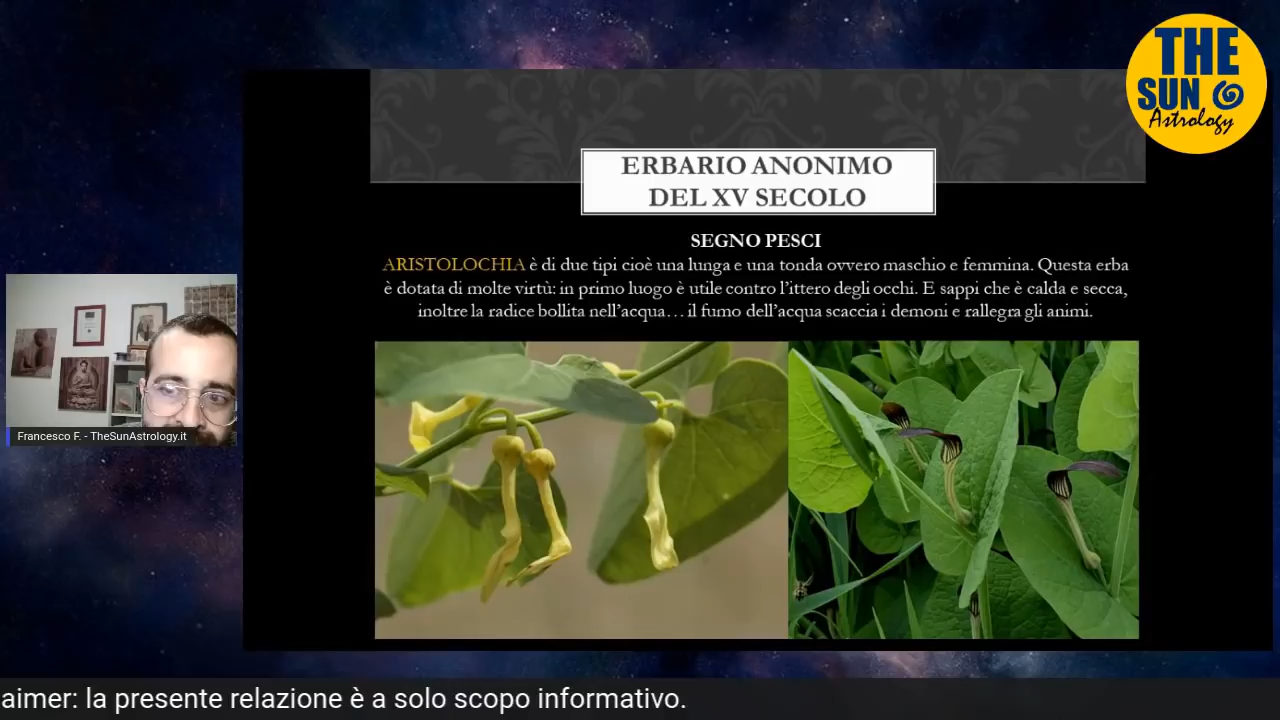 THE
SUN
Astrology
ERBARIO ANONIMO
DEL XV SECOLO
SEGNO PESCI
ARISTOLOCHIA è di due tipi cioè una lunga e una tonda ovvero maschio e femmina. Questa erba
è dotata di molte virtù: in primo luogo è utile contro l'ittero degli occhi. E sappi che è calda e secca,
inoltre la radice bollita nell'acqua… il fumo dell'acqua scaccia i demoni e rallegra gli animi.
Francesco F. - TheSunAstrology.it
aimer: la presente relazione è a solo scopo informativo.